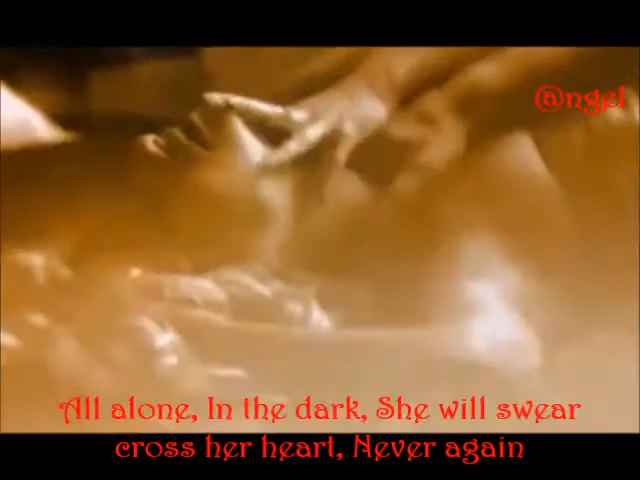 @ngel
All alone, In the dark, She will swear
cross her heart, Never again